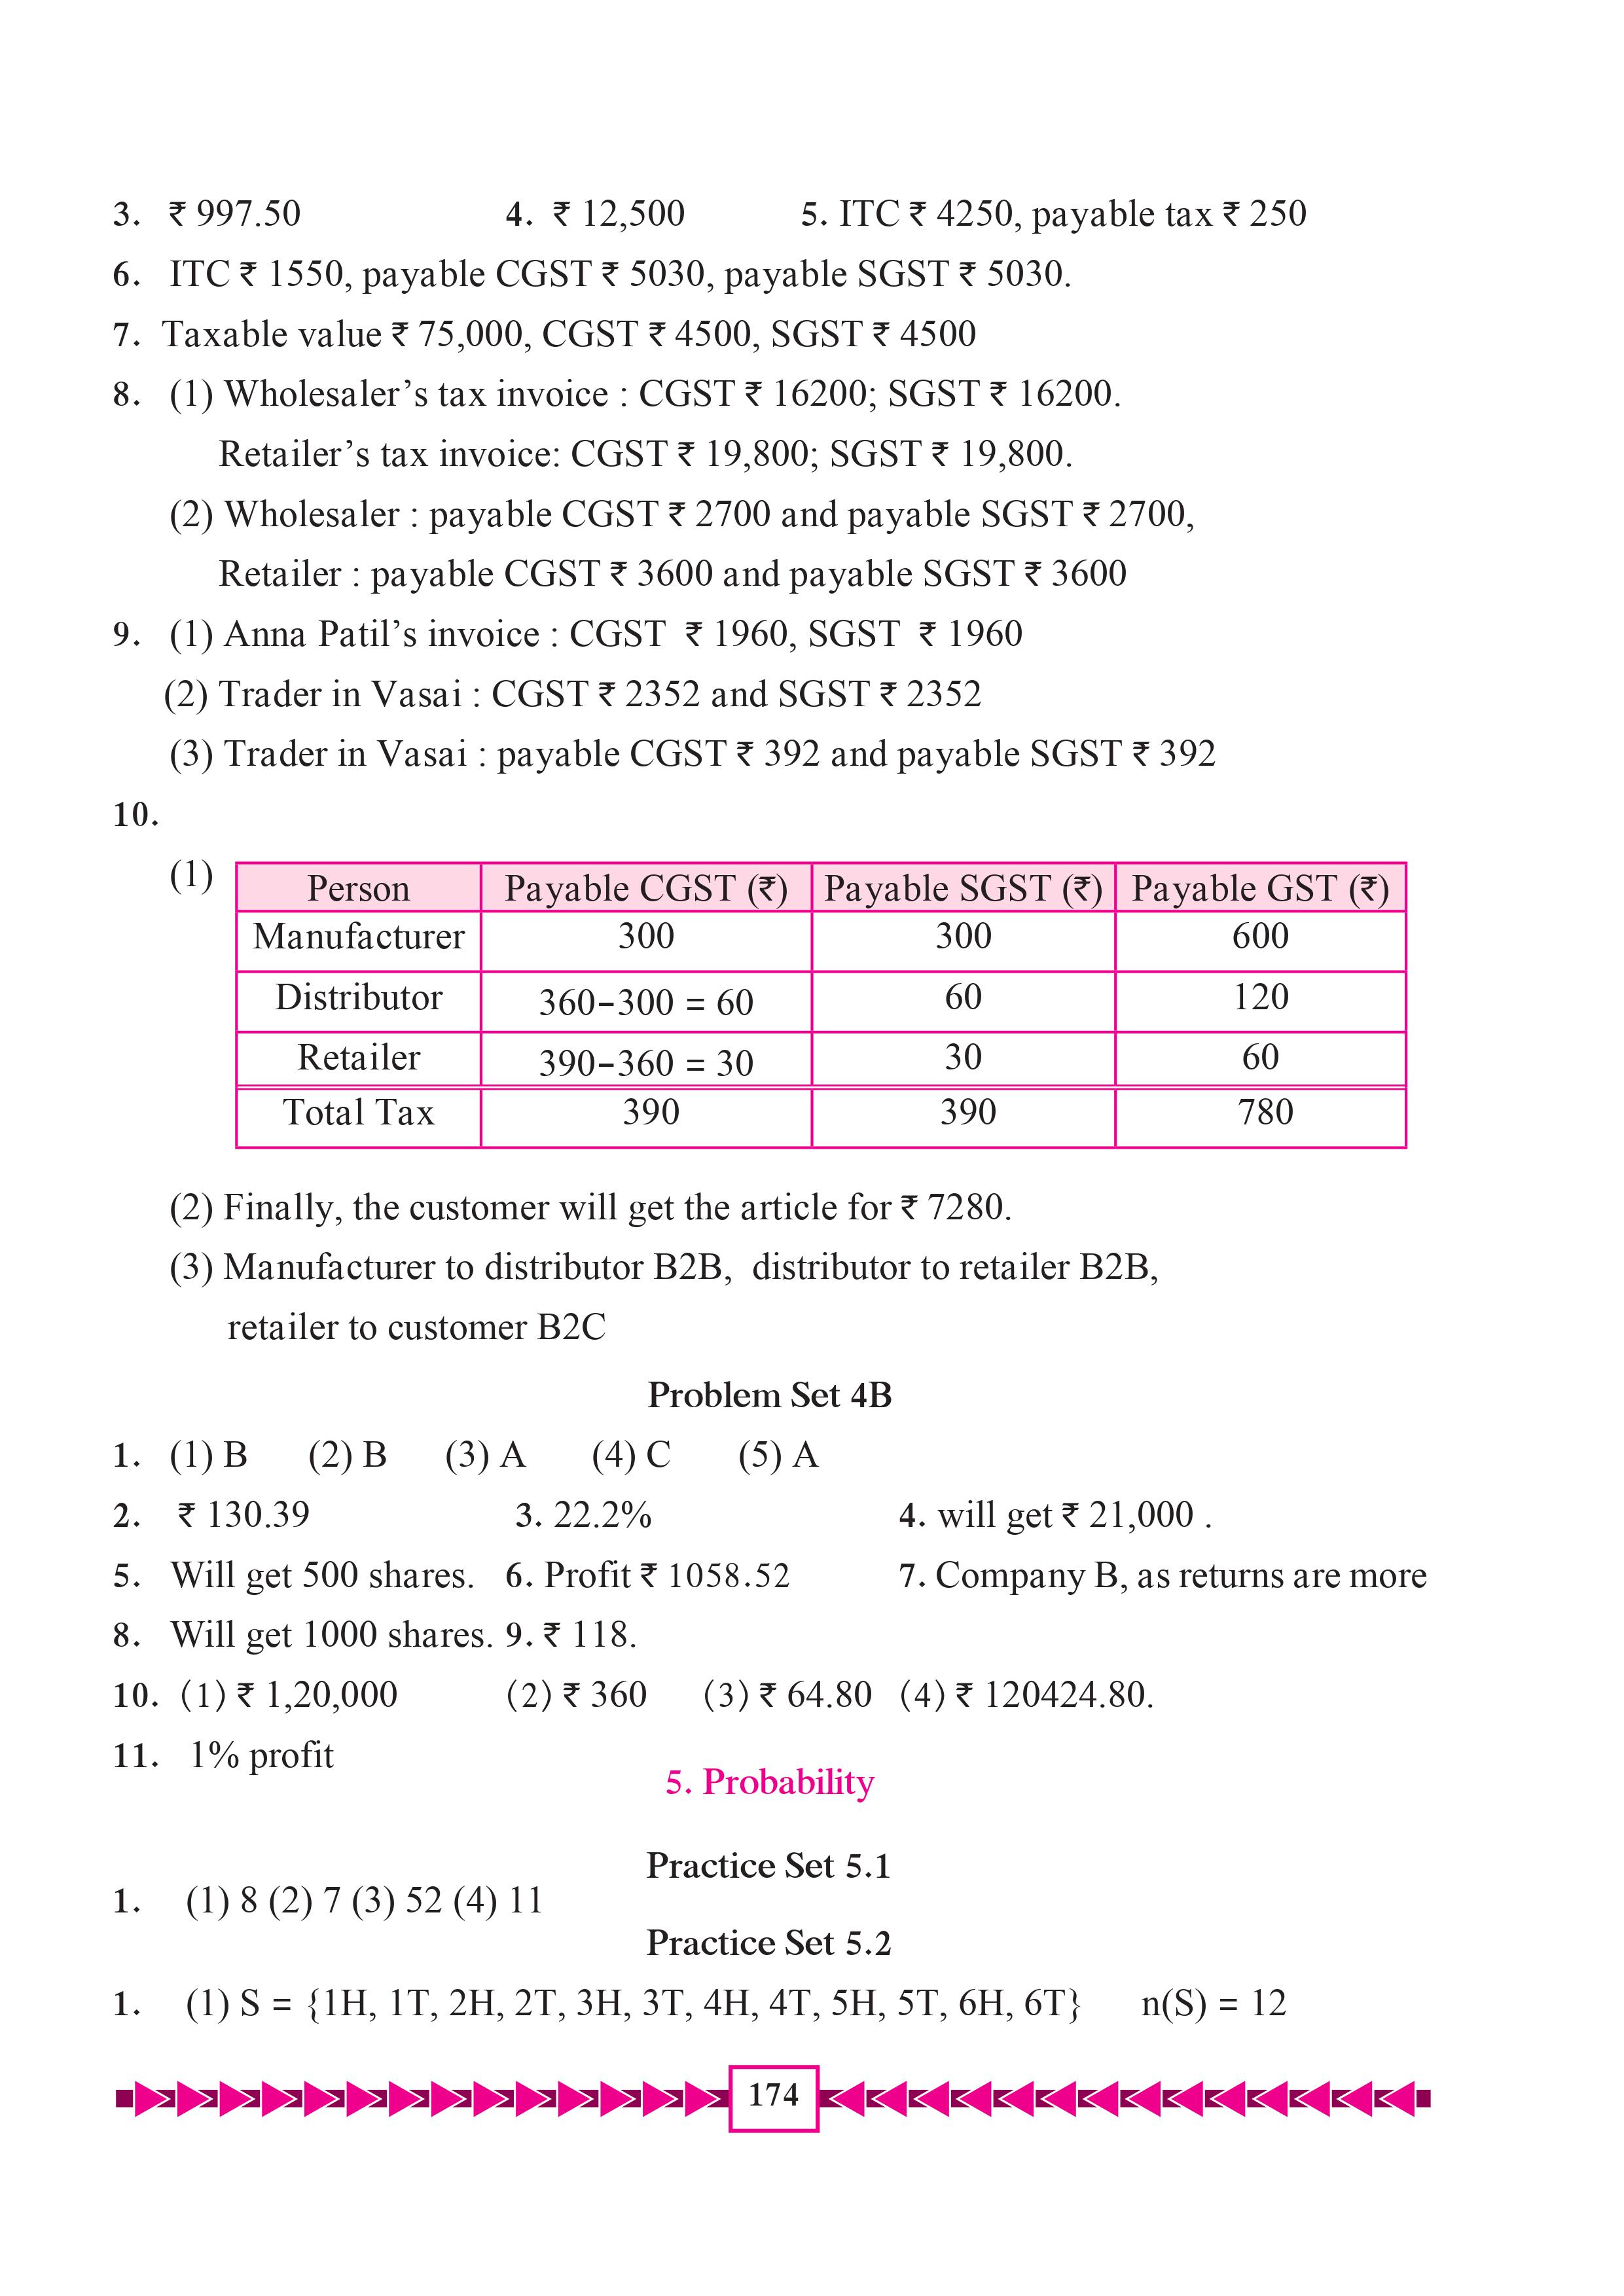 3. ₹ 997.50 4. ₹ 12,500 5. ITC ₹ 4250, payable tax ₹ 250
6. ITC ₹ 1550, payable CGST ₹ 5030, payable SGST ₹ 5030.
7. Taxable value ₹ 75,000, CGST ₹ 4500, SGST ₹ 4500
8. (1) Wholesaler’s tax invoice : CGST ₹ 16200; SGST ₹ 16200.
Retailer’s tax invoice: CGST ₹ 19,800; SGST ₹ 19,800.
(2) Wholesaler : payable CGST ₹ 2700 and payable SGST ₹ 2700,
Retailer : payable CGST ₹ 3600 and payable SGST ₹ 3600
9. (1) Anna Patil’s invoice : CGST ₹ 1960, SGST ₹ 1960
(2) Trader in Vasai : CGST ₹ 2352 and SGST ₹ 2352
(3) Trader in Vasai : payable CGST ₹ 392 and payable SGST ₹ 392
10.
(1) Person Payable CGST (₹) Payable SGST (₹) Payable GST (₹)
Manufacturer 300 300 600
Distributor 360-300 = 60 60 120
Retailer 390-360 = 30 30 60
Total Tax 390 390 780
(2) Finally, the customer will get the article for ₹ 7280.
(3) Manufacturer to distributor B2B, distributor to retailer B2B,
retailer to customer B2C
Problem Set 4B
1. (1) B (2) B (3) A (4) C (5) A
2. ₹ 130.39 3. 22.2% 4. will get ₹ 21,000 .
5. Will get 500 shares. 6. Profit ₹ 1058.52 7. Company B, as returns are more
8. Will get 1000 shares. 9. ₹ 118.
10. (1) ₹ 1,20,000 (2) ₹ 360 (3) ₹ 64.80 (4) ₹ 120424.80.
11. 1% profit
5. Probability
Practice Set 5.1
1. (1) 8 (2) 7 (3) 52 (4) 11
Practice Set 5.2
1. (1) S = {1H, 1T, 2H, 2T, 3H, 3T, 4H, 4T, 5H, 5T, 6H, 6T} n(S) = 12
174